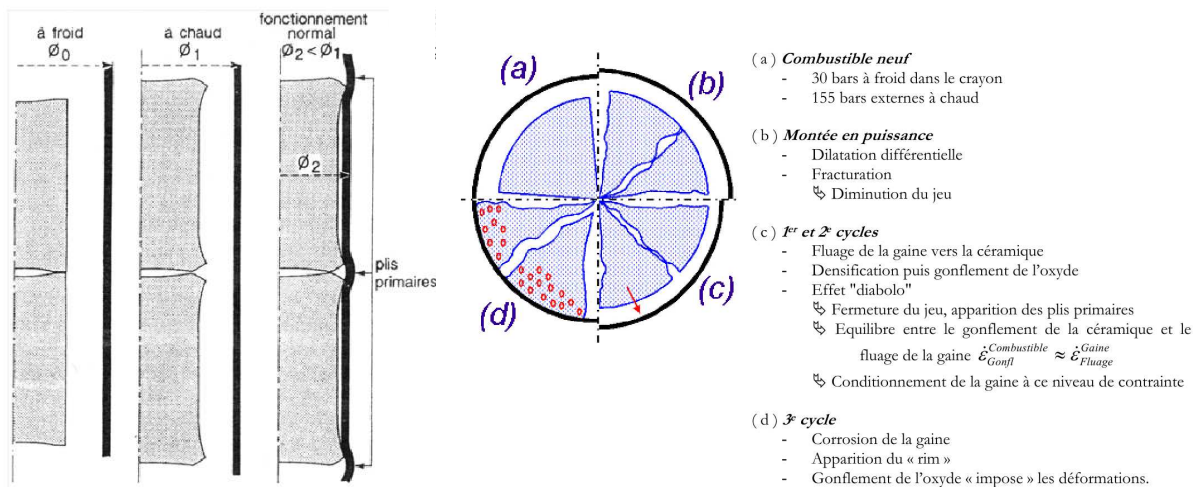 à froid
Ø0
à chaud
Ø1
fonctionnement
normal
Ø2 < Ø1
Ø2
plis
primaires
(a)
(b)
(c)
(d)
( a ) Combustible neuf
- 30 bars à froid dans le crayon
- 155 bars externes à chaud
( b ) Montée en puissance
- Dilatation différentielle
- Fracturation
↳ Diminution du jeu
( c ) 1er et 2e cycles
- Fluage de la gaine vers la céramique
- Densification puis gonflement de l'oxyde
- Effet "diabolo"
↳ Fermeture du jeu, apparition des plis primaires
↳ Equilibre entre le gonflement de la céramique et le
fluage de la gaine ε̇ Combustible Gonfl ≈ ε̇ Gaine Fluage
↳ Conditionnement de la gaine à ce niveau de contrainte
( d ) 3e cycle
- Corrosion de la gaine
- Apparition du « rim »
- Gonflement de l'oxyde « impose » les déformations.